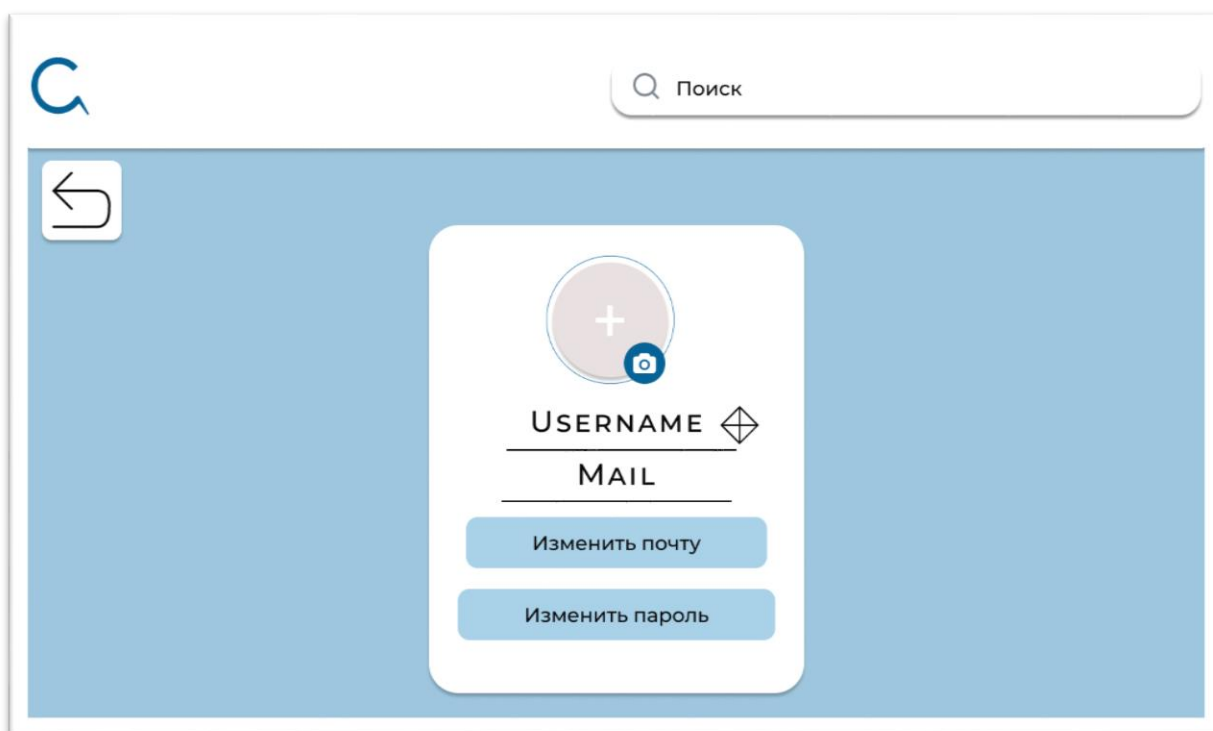 Поиск
Username
Mail
Изменить почту
Изменить пароль